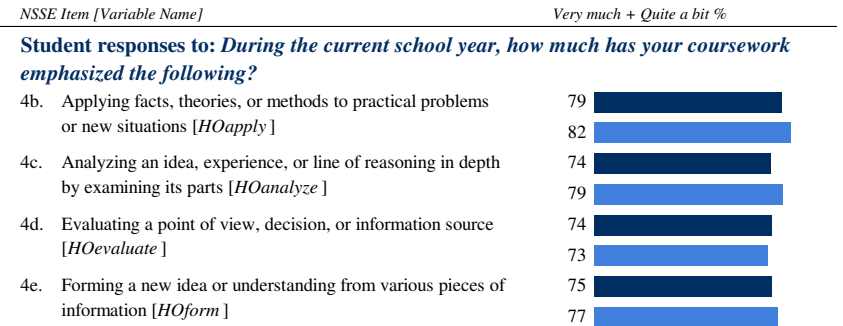 NSSE Item [Variable Name] Very much + Quite a bit %
Student responses to: During the current school year, how much has your coursework
emphasized the following?
4b. Applying facts, theories, or methods to practical problems 79
or new situations [HOapply ] 82
4c. Analyzing an idea, experience, or line of reasoning in depth 74
by examining its parts [HOanalyze ] 79
4d. Evaluating a point of view, decision, or information source 74
[HOevaluate ] 73
4e. Forming a new idea or understanding from various pieces of 75
information [HOform ] 77